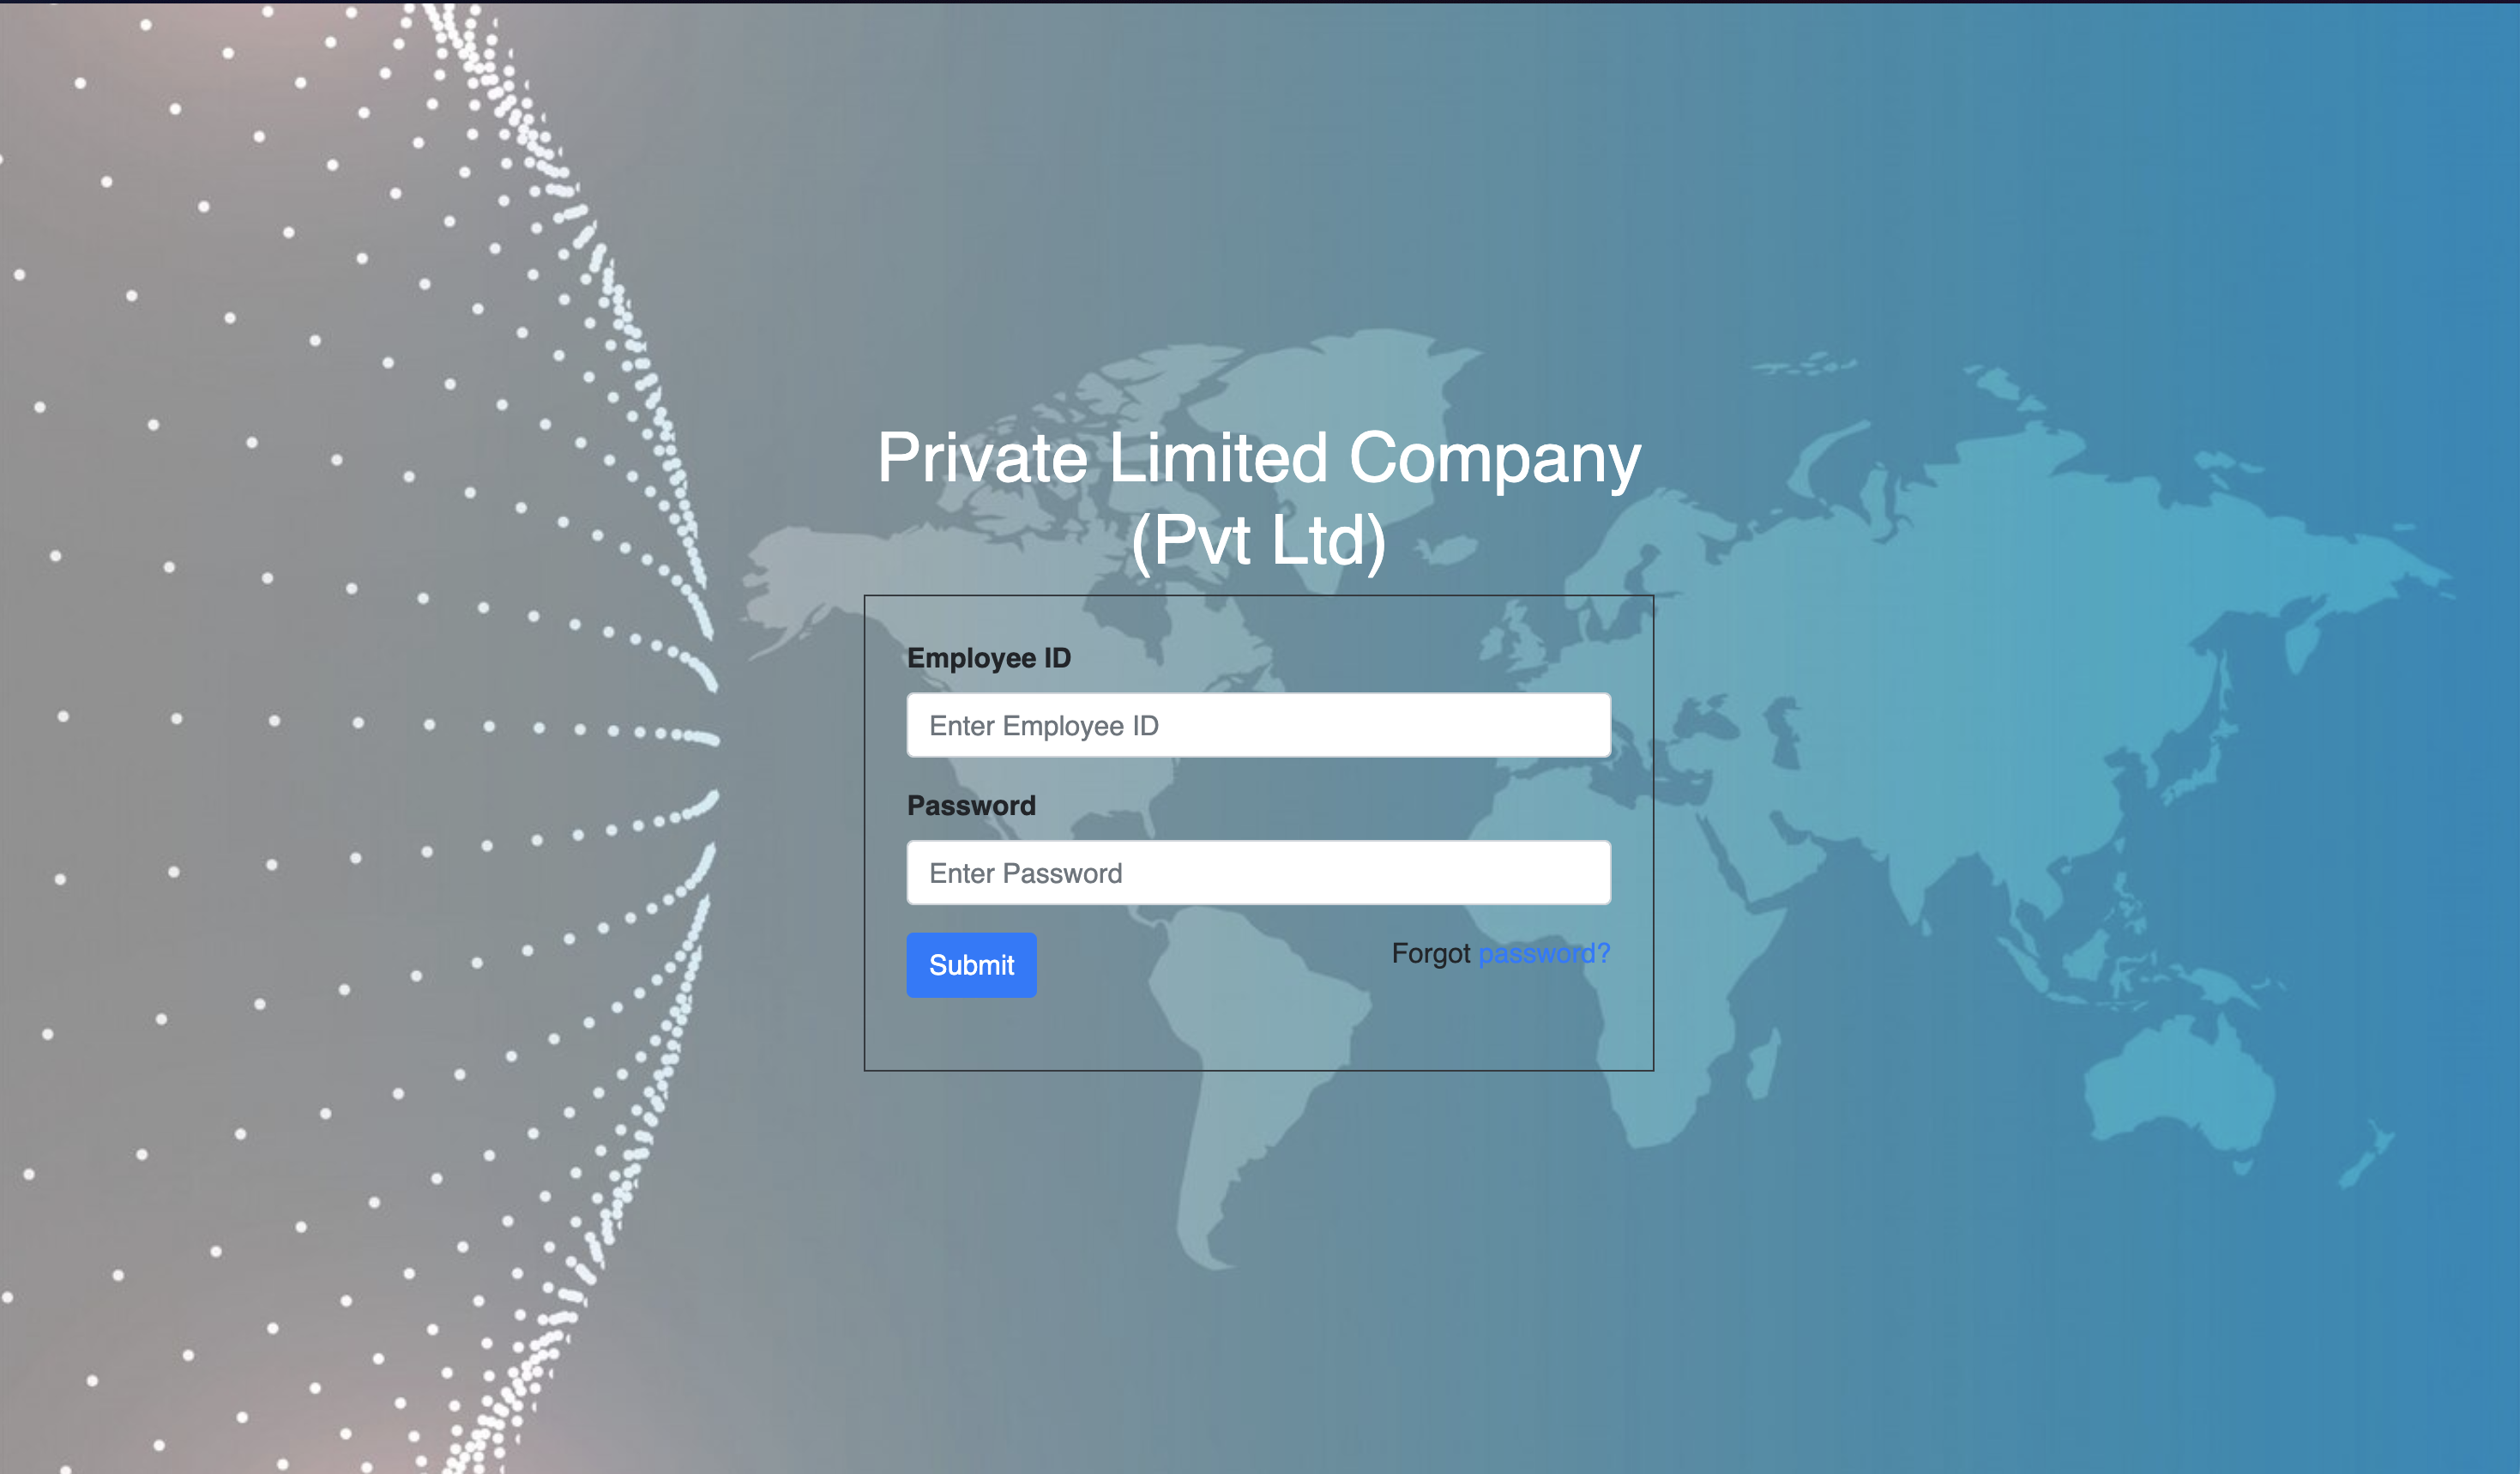 Private Limited Company
(Pvt Ltd)
Employee ID
Enter Employee ID
Password
Enter Password
Submit
Forgot password?